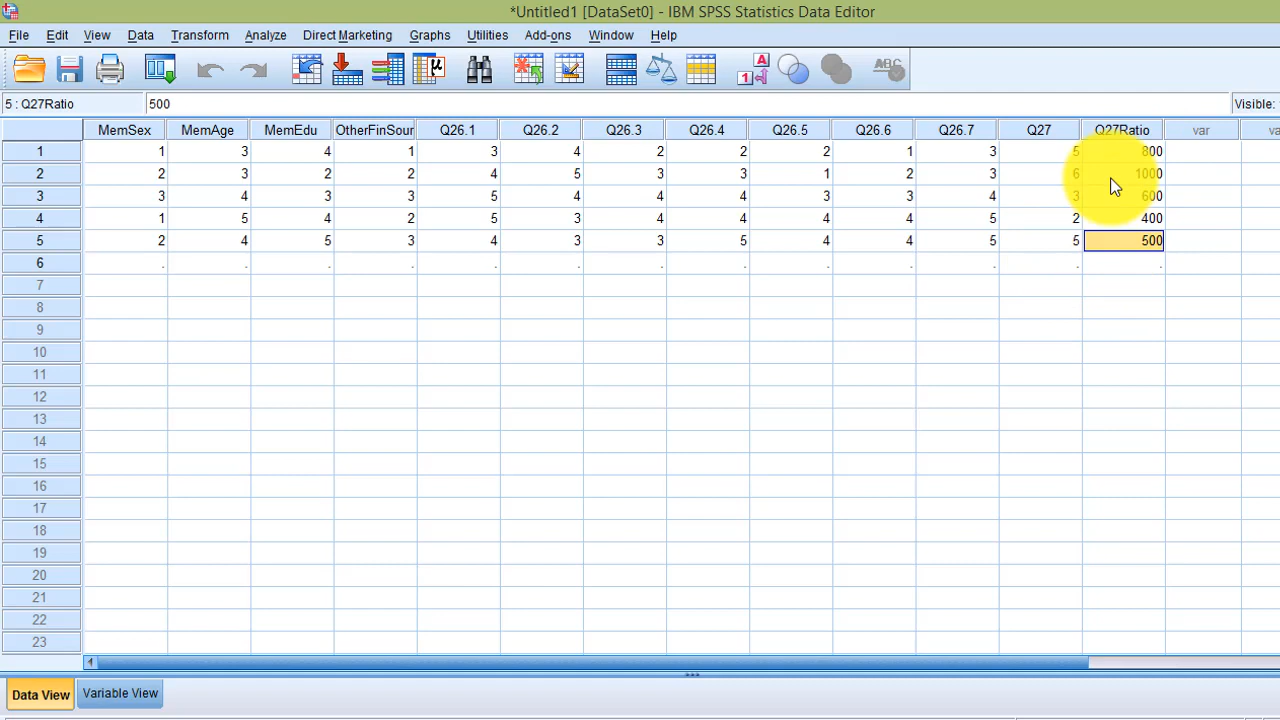 *Untitled1 [DataSet0] - IBM SPSS Statistics Data Editor
File Edit View Data Transform Analyze Direct Marketing Graphs Utilities Add-ons Window Help
5 : Q27Ratio 500 Visible:
MemSex MemAge MemEdu OtherFinSour Q26.1 Q26.2 Q26.3 Q26.4 Q26.5 Q26.6 Q26.7 Q27 Q27Ratio var va
1 1 3 4 1 3 4 2 2 2 1 3 5 800
2 2 3 2 2 4 5 3 3 1 2 3 6 1000
3 3 4 3 3 5 4 4 4 3 3 4 3 600
4 1 5 4 2 5 3 4 4 4 4 5 2 400
5 2 4 5 3 4 3 3 5 4 4 5 5 500
6 . . . . . . . . . . . . .
7
8
9
10
11
12
13
14
15
16
17
18
19
20
21
22
23
Data View Variable View